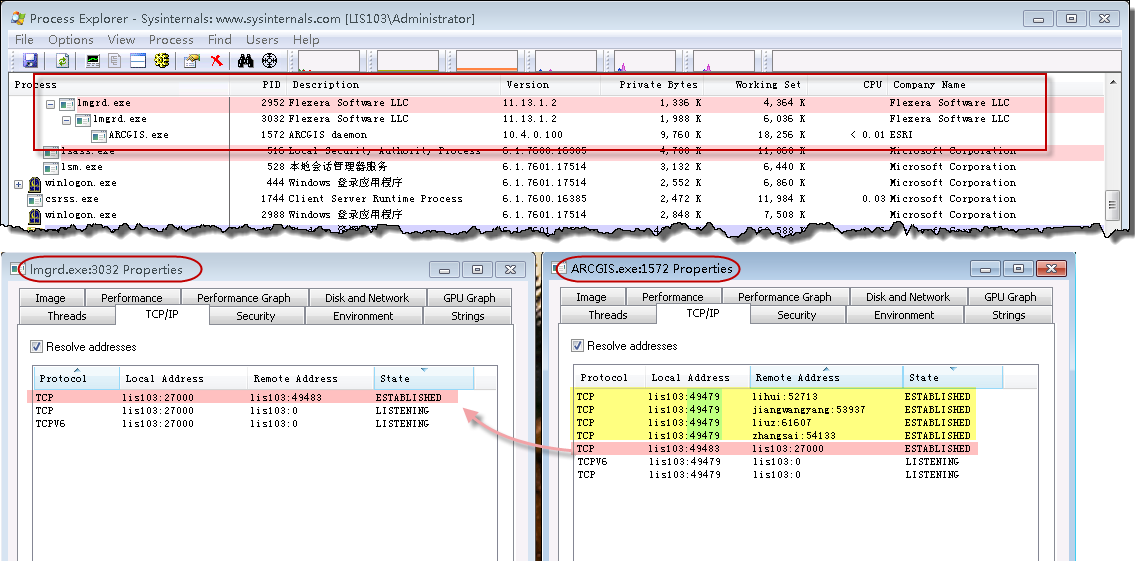 Process Explorer - Sysinternals: www.sysinternals.com [LIS103\Administrator]
File Options View Process Find Users Help
Process PID Description Version Private Bytes Working Set CPU Company Name
lmgrd.exe 2952 Flexera Software LLC 11.13.1.2 1,336 K 4,364 K Flexera Software LLC
lmgrd.exe 3032 Flexera Software LLC 11.13.1.2 1,988 K 6,036 K Flexera Software LLC
ARCGIS.exe 1572 ARCGIS daemon 10.4.0.100 9,760 K 18,256 K < 0.01 ESRI
lsass.exe 516 Local Security Authority Process 6.1.7600.16385 4,788 K 11,860 K Microsoft Corporation
lsm.exe 528 本地会话管理器服务 6.1.7601.17514 3,132 K 6,440 K Microsoft Corporation
winlogon.exe 444 Windows 登录应用程序 6.1.7601.17514 2,552 K 6,860 K Microsoft Corporation
csrss.exe 1744 Client Server Runtime Process 6.1.7600.16385 2,472 K 11,984 K 0.03 Microsoft Corporation
winlogon.exe 2988 Windows 登录应用程序 6.1.7601.17514 2,848 K 7,508 K Microsoft Corporation
lmgrd.exe:3032 Properties
Image Performance Performance Graph Disk and Network GPU Graph
Threads TCP/IP Security Environment Strings
Resolve addresses
Protocol Local Address Remote Address State
TCP lis103:27000 lis103:49483 ESTABLISHED
TCP lis103:27000 lis103:0 LISTENING
TCPV6 lis103:27000 lis103:0 LISTENING
ARCGIS.exe:1572 Properties
Image Performance Performance Graph Disk and Network GPU Graph
Threads TCP/IP Security Environment Strings
Resolve addresses
Protocol Local Address Remote Address State
TCP lis103:49479 lihui:52713 ESTABLISHED
TCP lis103:49479 jiangwangyang:53937 ESTABLISHED
TCP lis103:49479 liuz:61607 ESTABLISHED
TCP lis103:49479 zhangsai:54133 ESTABLISHED
TCP lis103:49483 lis103:27000 ESTABLISHED
TCPV6 lis103:49479 lis103:0 LISTENING
TCP lis103:49479 lis103:0 LISTENING